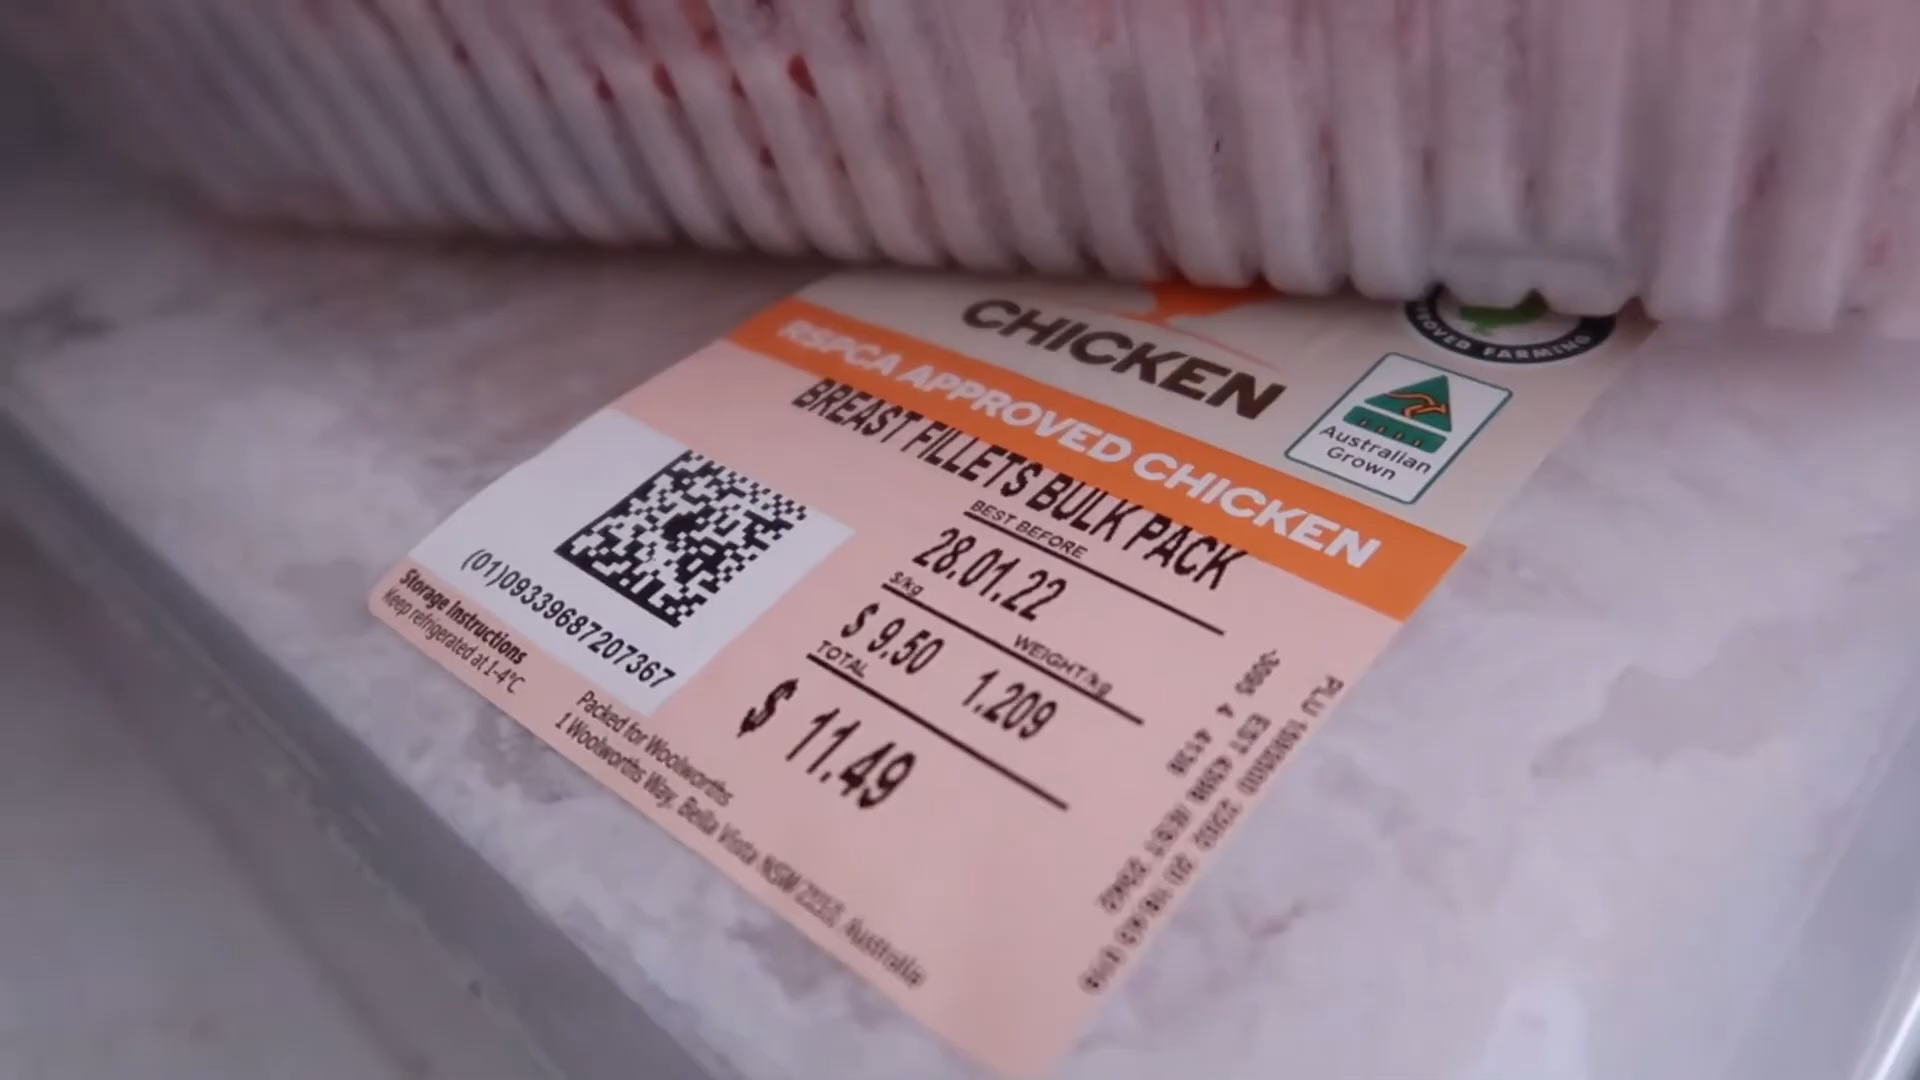 CHICKEN
FARMING
RSPCA APPROVED CHICKEN
Australian
Grown
BREAST FILLETS BULK PACK
BEST BEFORE
28.01.22
$/kg
WEIGHT/kg
$ 9.50 1.209
TOTAL
$ 11.49
(01)09339687207367
Storage Instructions
Keep refrigerated at 1-4°C
Packed for Woolworths
1 Woolworths Way, Bella Vista NSW 2153, Australia
PLU